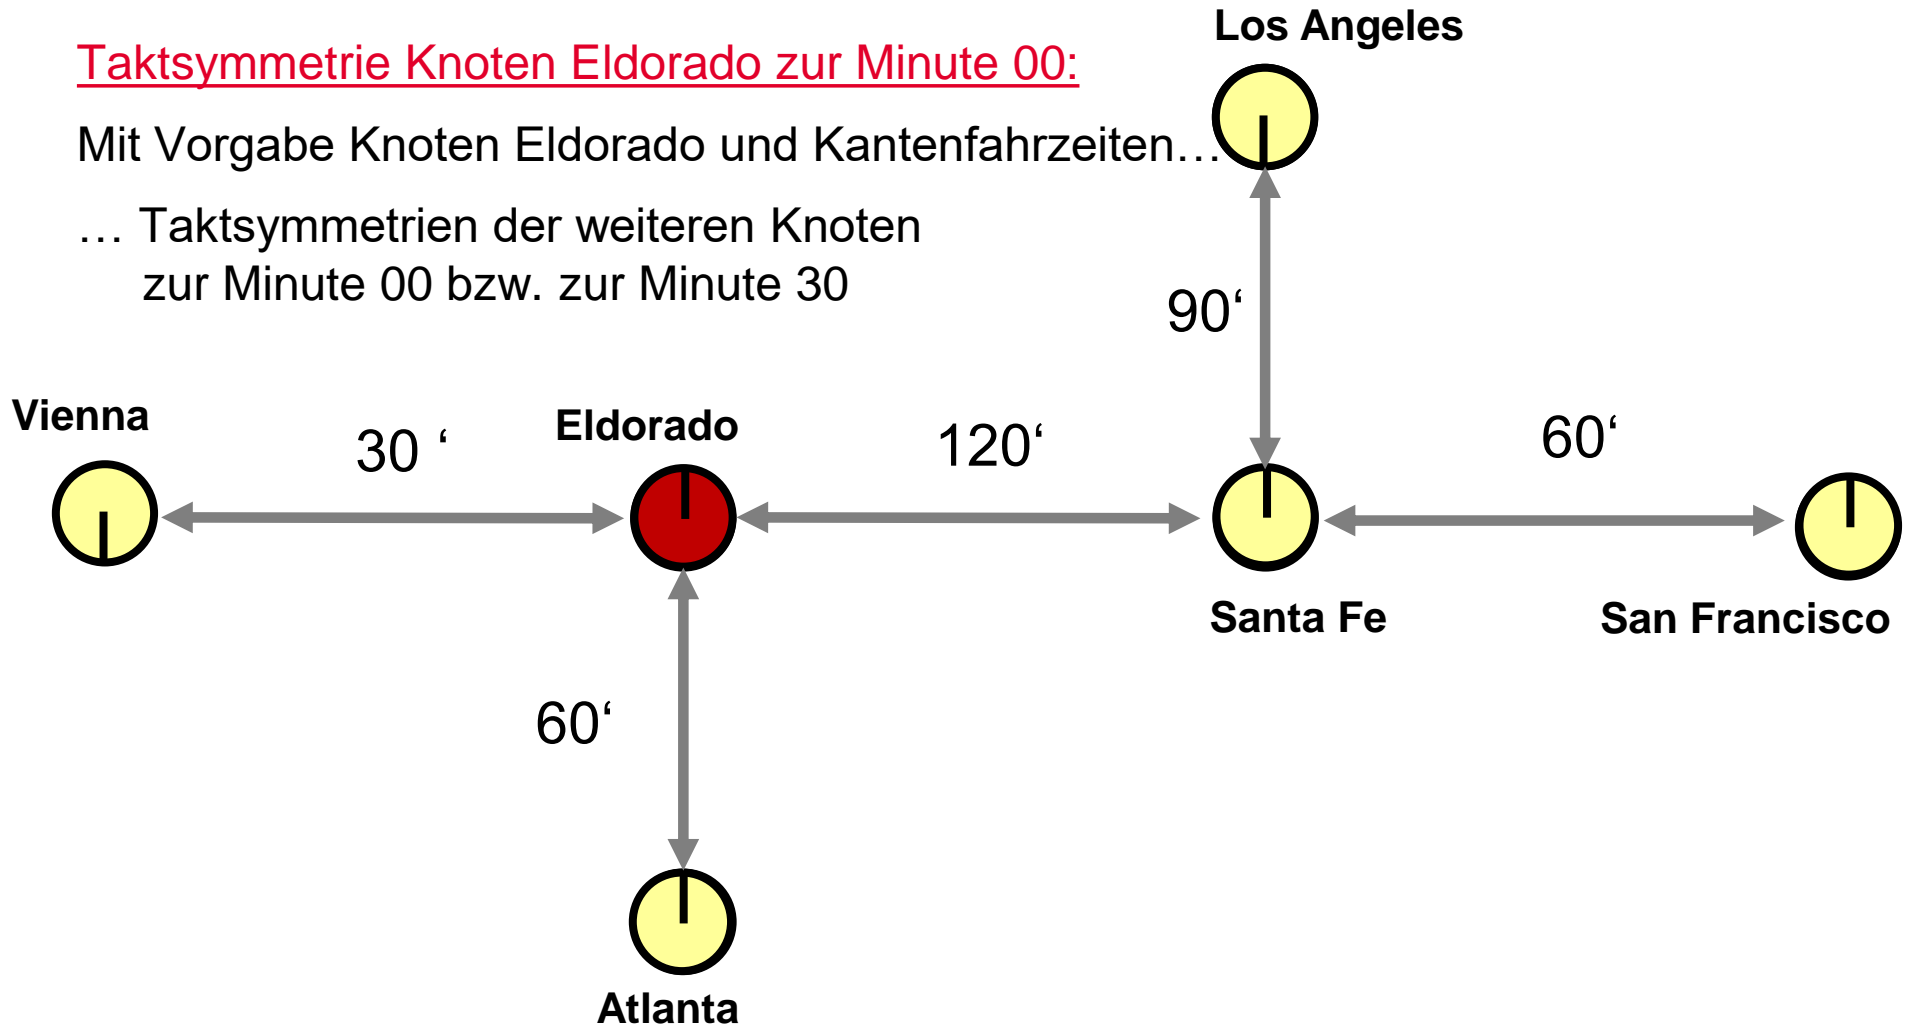 Los Angeles
Taktsymmetrie Knoten Eldorado zur Minute 00:
Mit Vorgabe Knoten Eldorado und Kantenfahrzeiten…
… Taktsymmetrien der weiteren Knoten
zur Minute 00 bzw. zur Minute 30
90‘
Vienna
30 ‘
Eldorado
120‘
60‘
Santa Fe
San Francisco
60‘
Atlanta